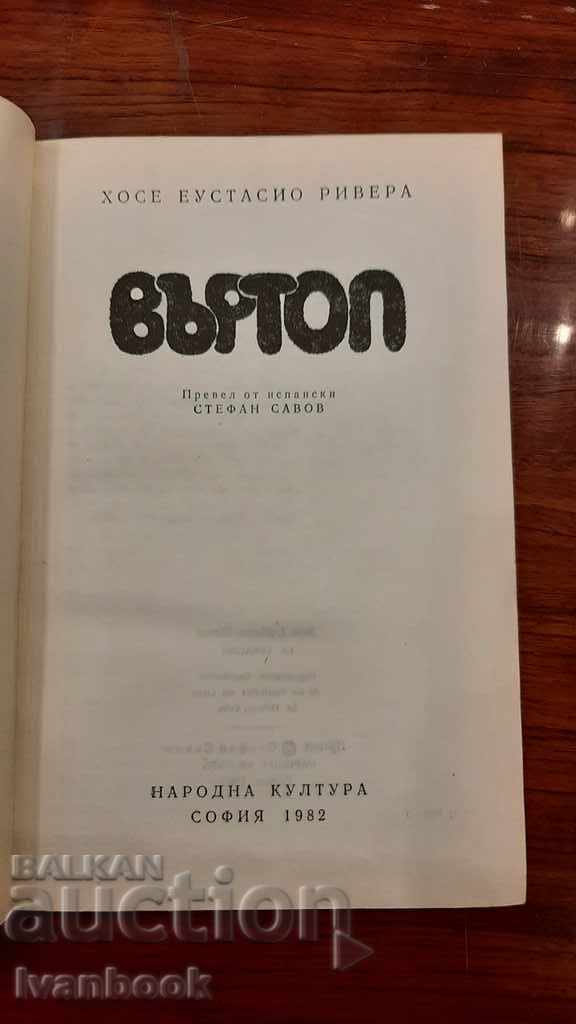 ХОСЕ ЕУСТАСИО РИВЕРА
ВЪРТОП
Превел от испански
СТЕФАН САВОВ
НАРОДНА КУЛТУРА
СОФИЯ 1982
BALKAN
auction
Ivanbook